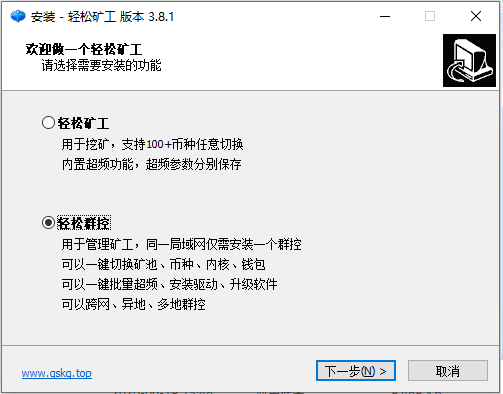 安装 - 轻松矿工 版本 3.8.1
欢迎做一个轻松矿工
请选择需要安装的功能
轻松矿工
用于挖矿，支持100+币种任意切换
内置超频功能，超频参数分别保存
轻松群控
用于管理矿工，同一局域网仅需安装一个群控
可以一键切换矿池、币种、内核、钱包
可以一键批量超频、安装驱动、升级软件
可以跨网、异地、多地群控
www.qskg.top
下一步(N) >
取消